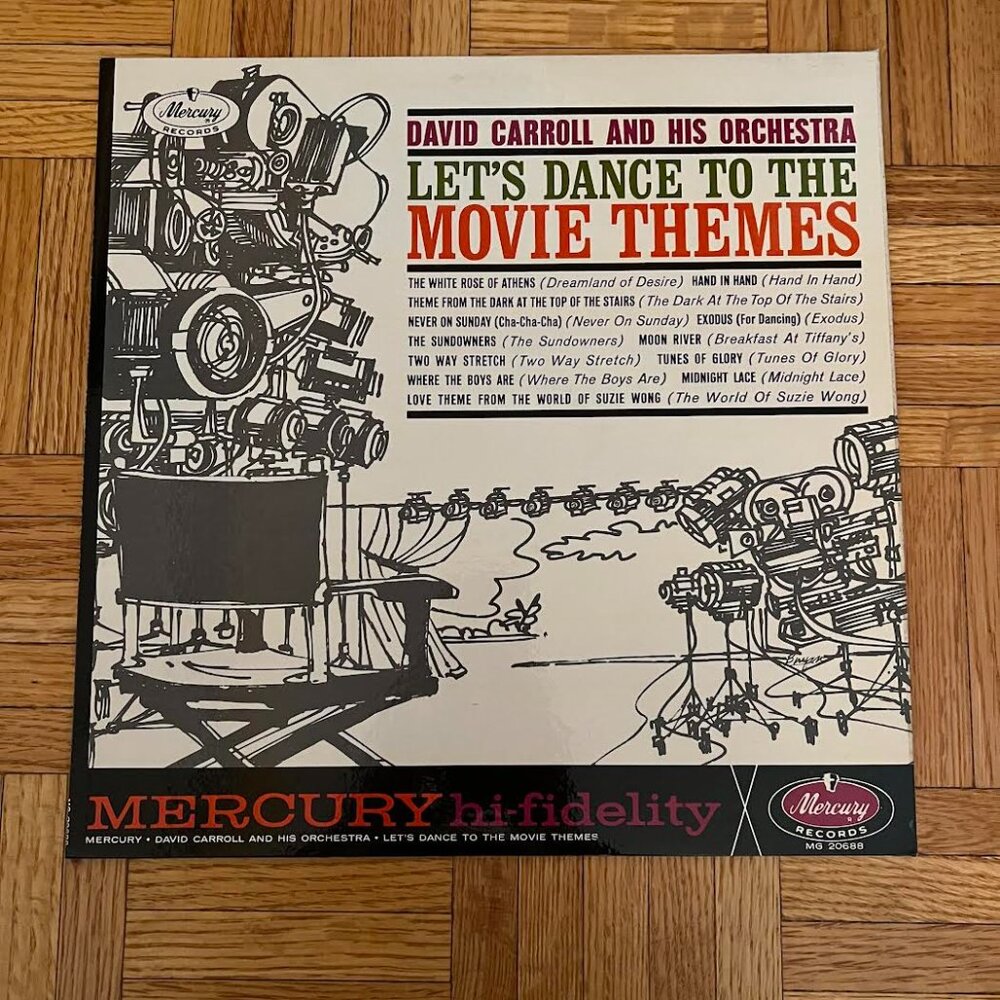 Mercury
RECORDS
DAVID CARROLL AND HIS ORCHESTRA
LET'S DANCE TO THE
MOVIE THEMES
THE WHITE ROSE OF ATHENS (Dreamland of Desire) HAND IN HAND (Hand In Hand)
THEME FROM THE DARK AT THE TOP OF THE STAIRS (The Dark At The Top Of The Stairs)
NEVER ON SUNDAY (Cha-Cha-Cha) (Never On Sunday) EXODUS (For Dancing) (Exodus)
THE SUNDOWNERS (The Sundowners) MOON RIVER (Breakfast At Tiffany's)
TWO WAY STRETCH (Two Way Stretch) TUNES OF GLORY (Tunes Of Glory)
WHERE THE BOYS ARE (Where The Boys Are) MIDNIGHT LACE (Midnight Lace)
LOVE THEME FROM THE WORLD OF SUZIE WONG (The World Of Suzie Wong)
MERCURY hi-fidelity
MERCURY • DAVID CARROLL AND HIS ORCHESTRA • LET'S DANCE TO THE MOVIE THEMES
Mercury
RECORDS
MG 20688